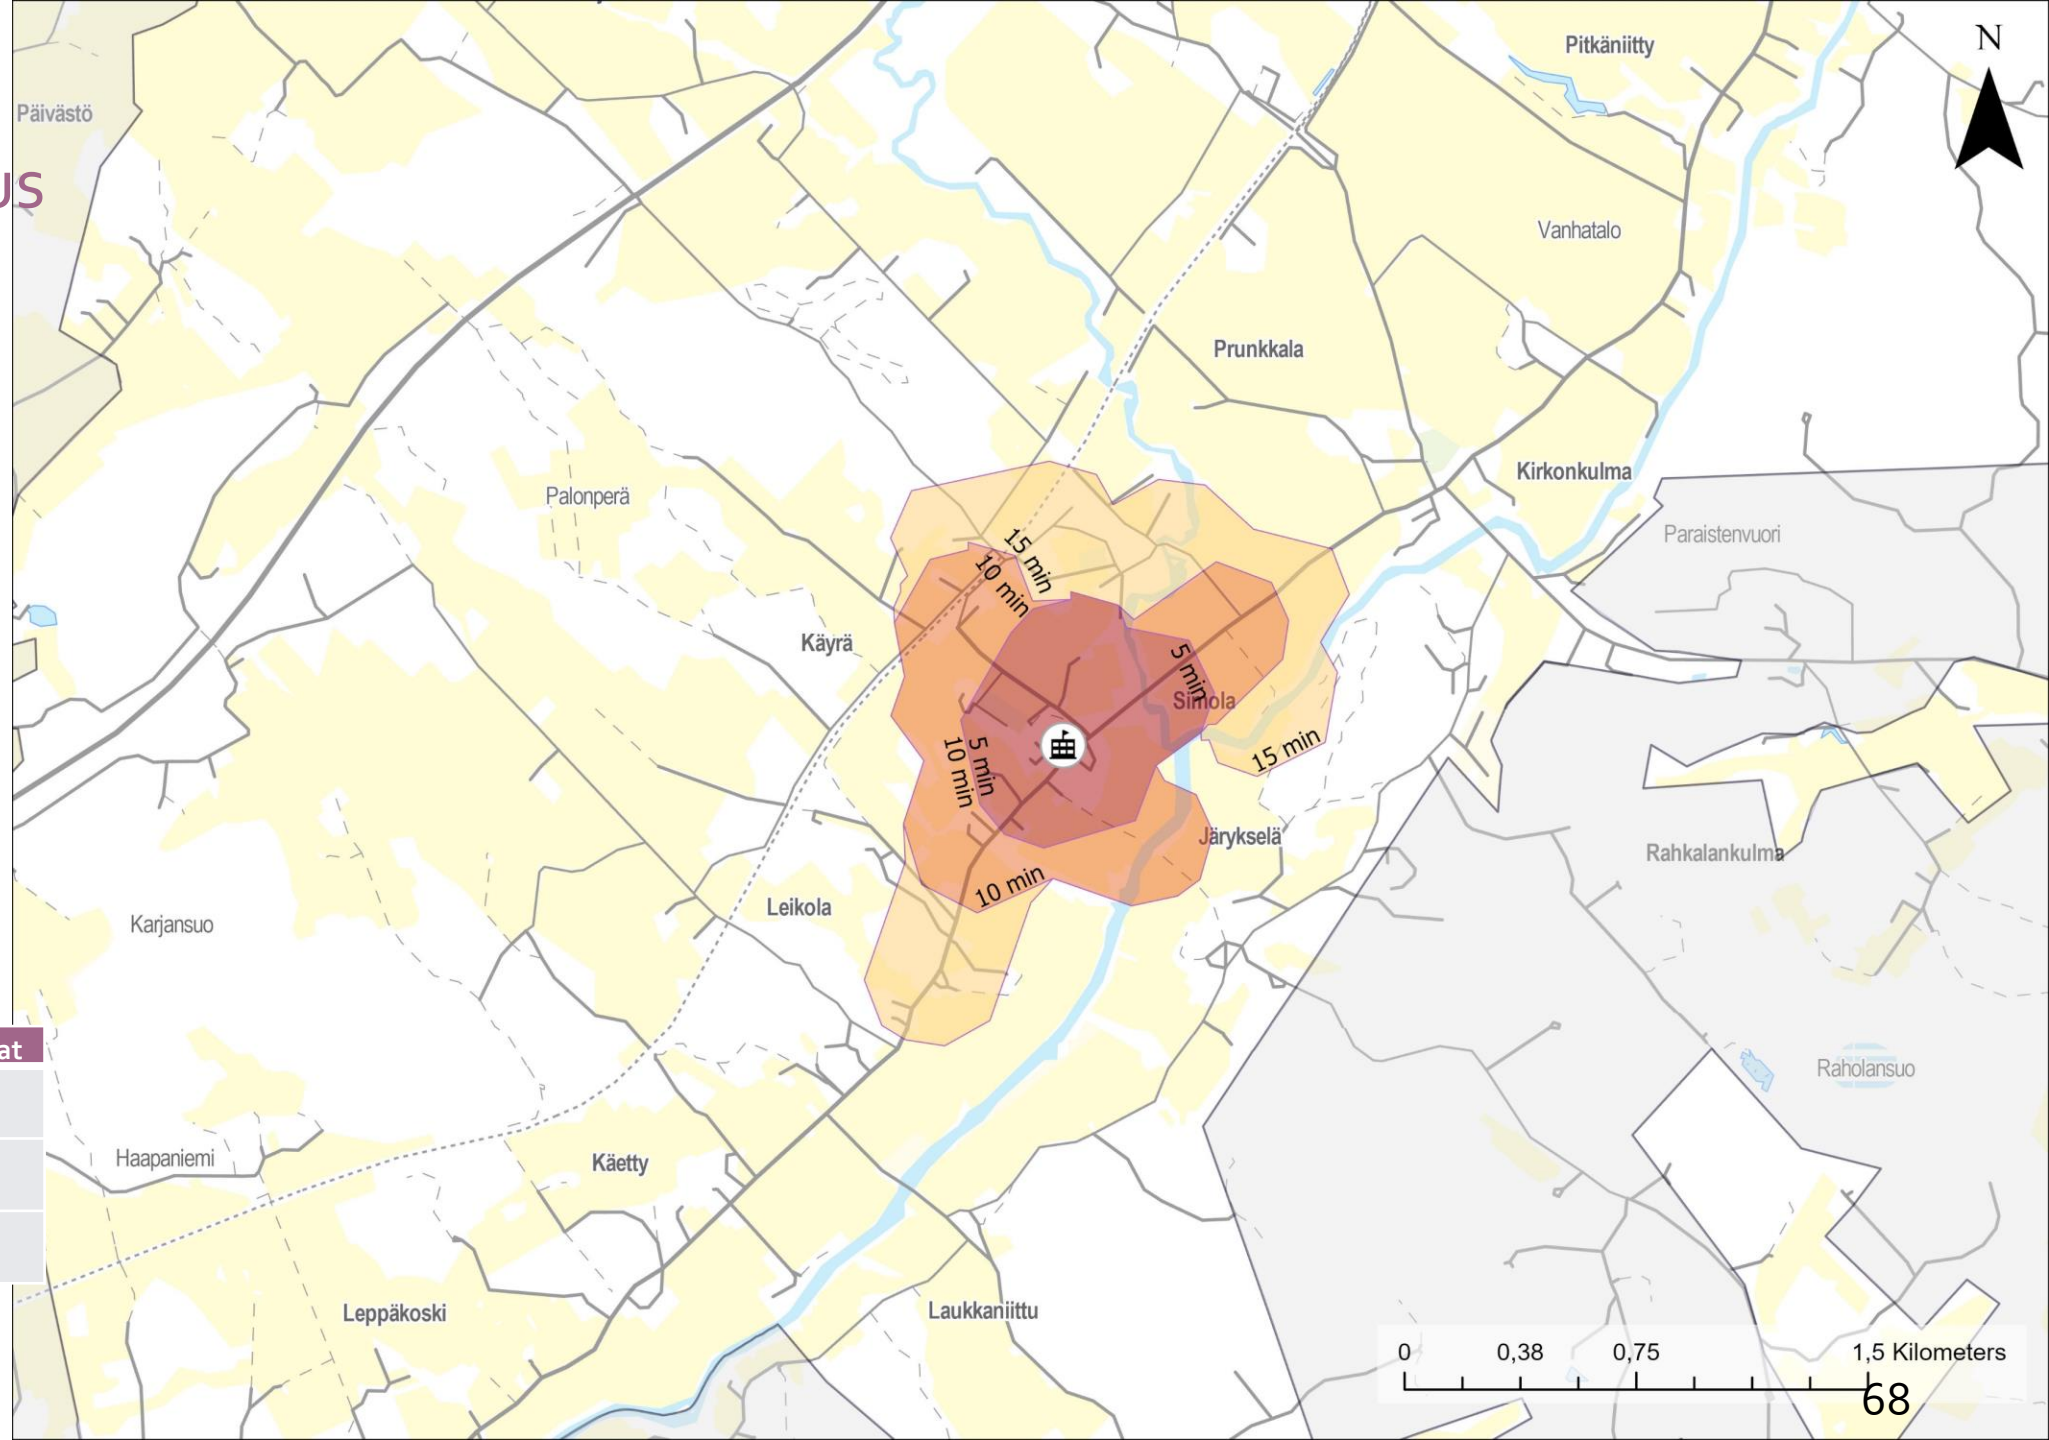 N
Pitkäniitty
Päivästö
US
Vanhatalo
Prunkkala
Kirkonkulma
Palonperä
Paraistenvuori
15 min
10 min
Käyrä
5 min
Simola
5 min
10 min
15 min
Järykselä
Rahkalankulma
10 min
Leikola
Karjansuo
at
Raholansuo
Haapaniemi
Käetty
Leppäkoski
Laukkaniittu
0 0,38 0,75 1,5 Kilometers
68